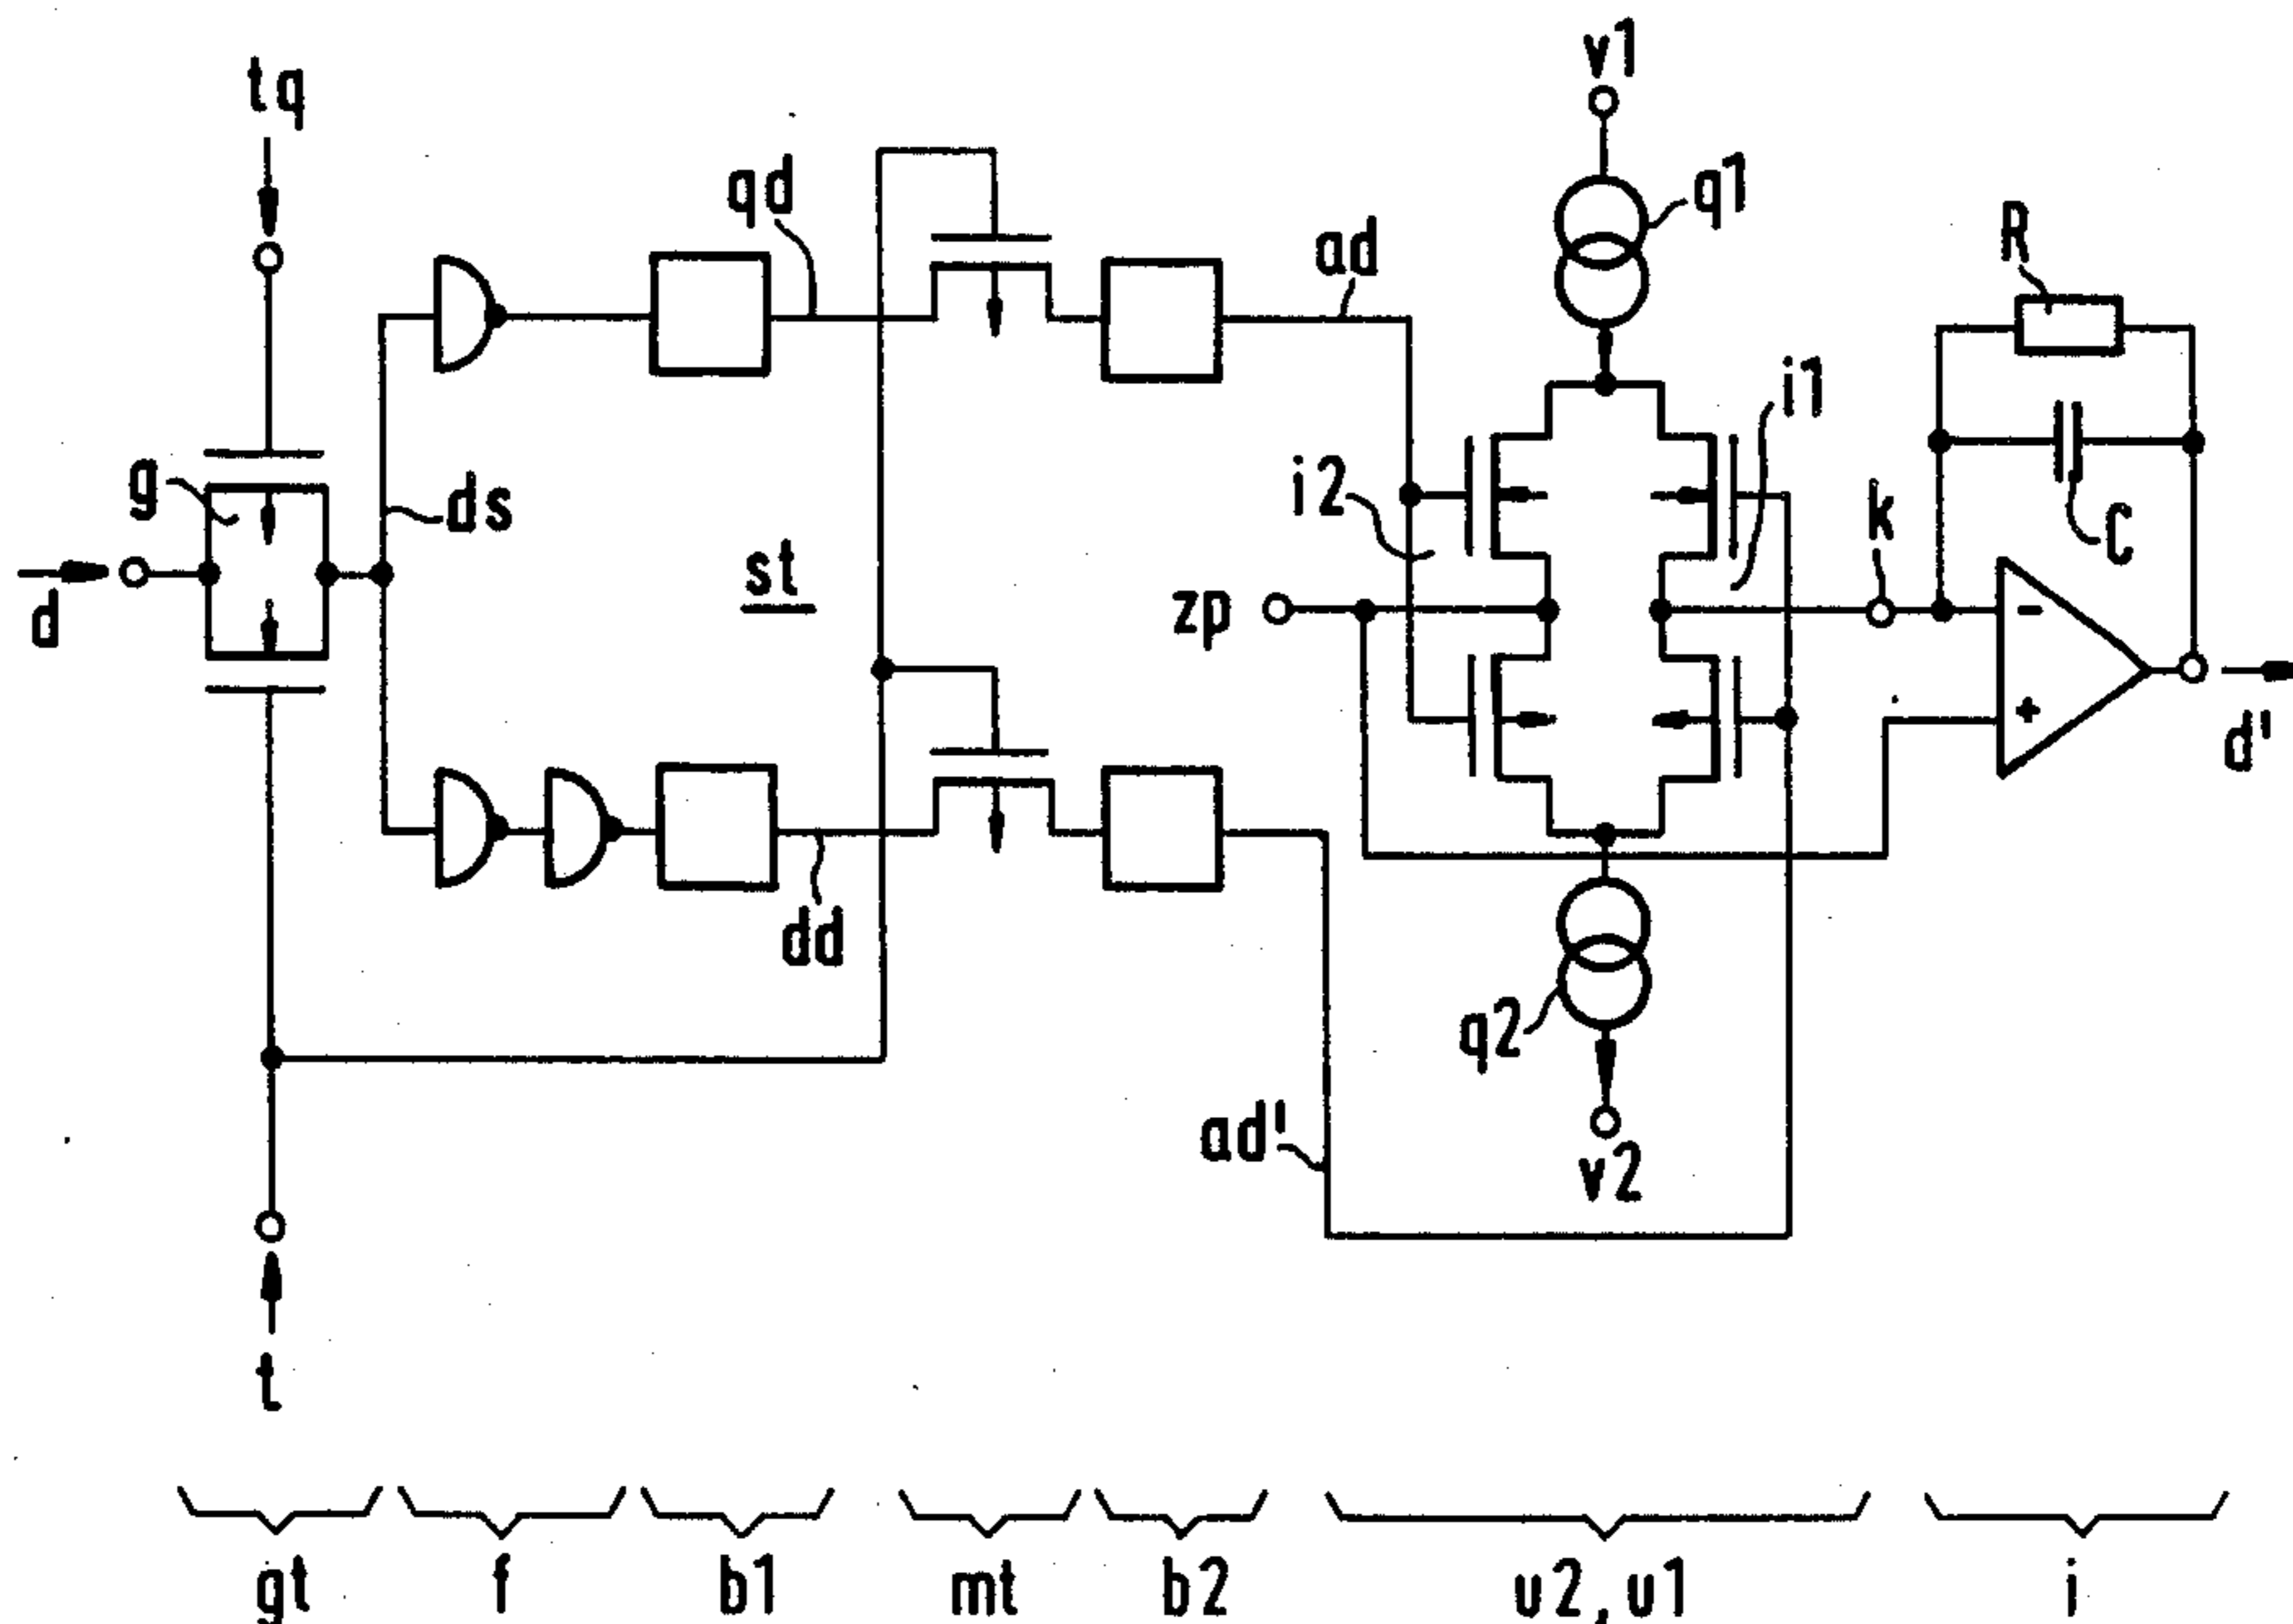 v1
tq
qd
q1
ad
R
i1
g
ds
i2
k
C
st
zp
-
d
+
d'
dd
q2
ad'
v2
t
gt f b1 mt b2 u2, u1 i